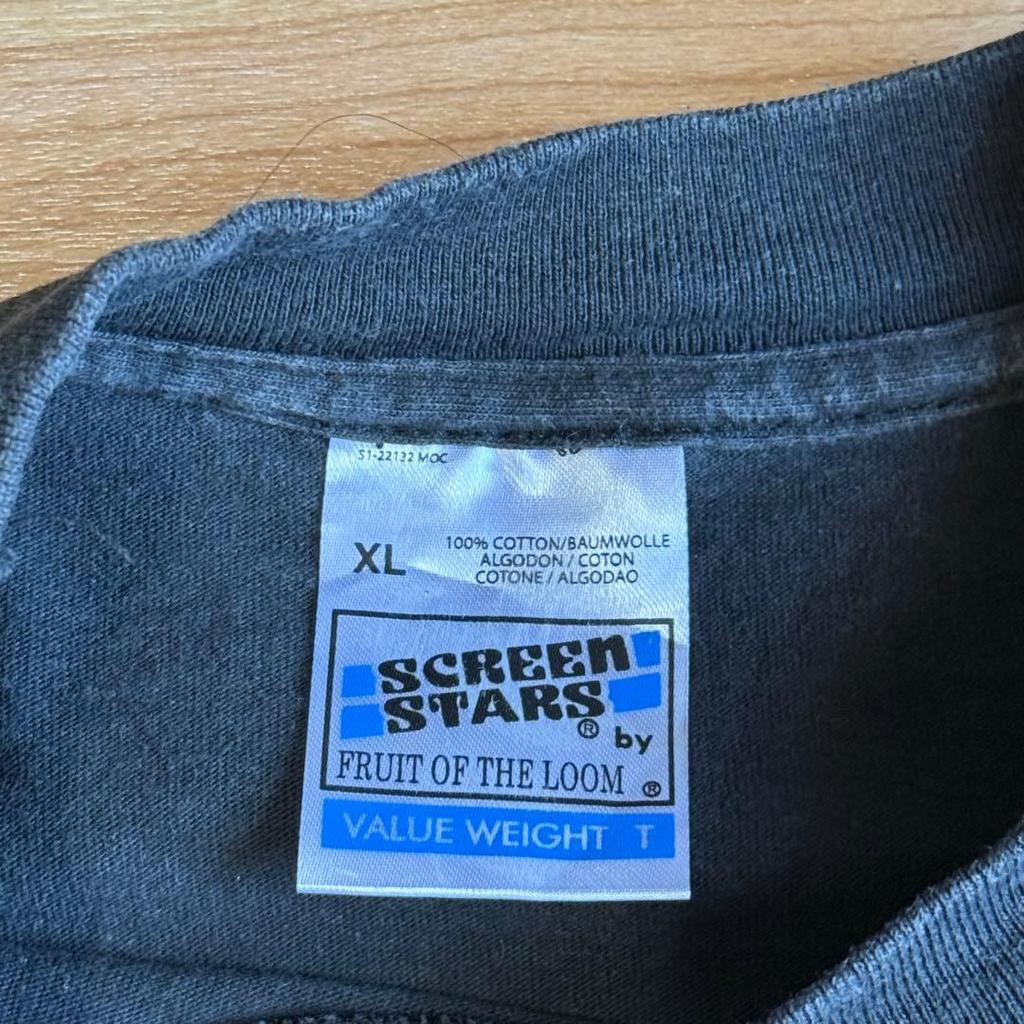 S1-22132 MOC
XL
100% COTTON/BAUMWOLLE
ALGODON / COTON
COTONE / ALGODAO
SCREEN
STARS® by
FRUIT OF THE LOOM ®
VALUE WEIGHT T